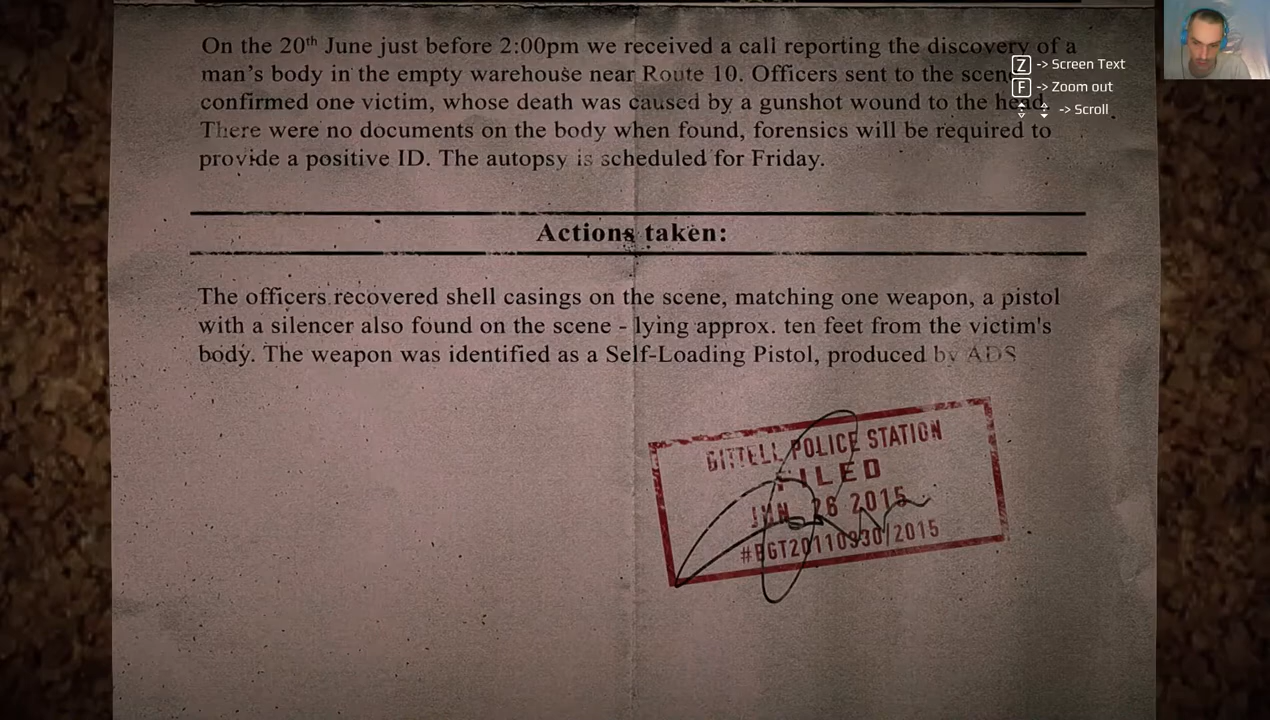 On the 20th June just before 2:00pm we received a call reporting the discovery of a
man's body in the empty warehouse near Route 10. Officers sent to the scene
confirmed one victim, whose death was caused by a gunshot wound to the head.
There were no documents on the body when found, forensics will be required to
provide a positive ID. The autopsy is scheduled for Friday.
Z -> Screen Text
F -> Zoom out
-> Scroll
Actions taken:
The officers recovered shell casings on the scene, matching one weapon, a pistol
with a silencer also found on the scene - lying approx. ten feet from the victim's
body. The weapon was identified as a Self-Loading Pistol, produced by ADS
POLICE STATION
FILED
26 2015